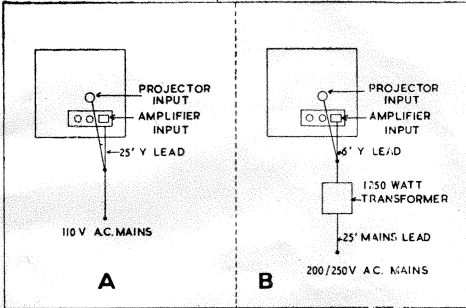 PROJECTOR
INPUT
AMPLIFIER
INPUT
25' Y LEAD
110 V A.C. MAINS
A
PROJECTOR
INPUT
AMPLIFIER
INPUT
6' Y LEAD
1250 WATT
TRANSFORMER
25' MAINS LEAD
200/250V A.C. MAINS
B